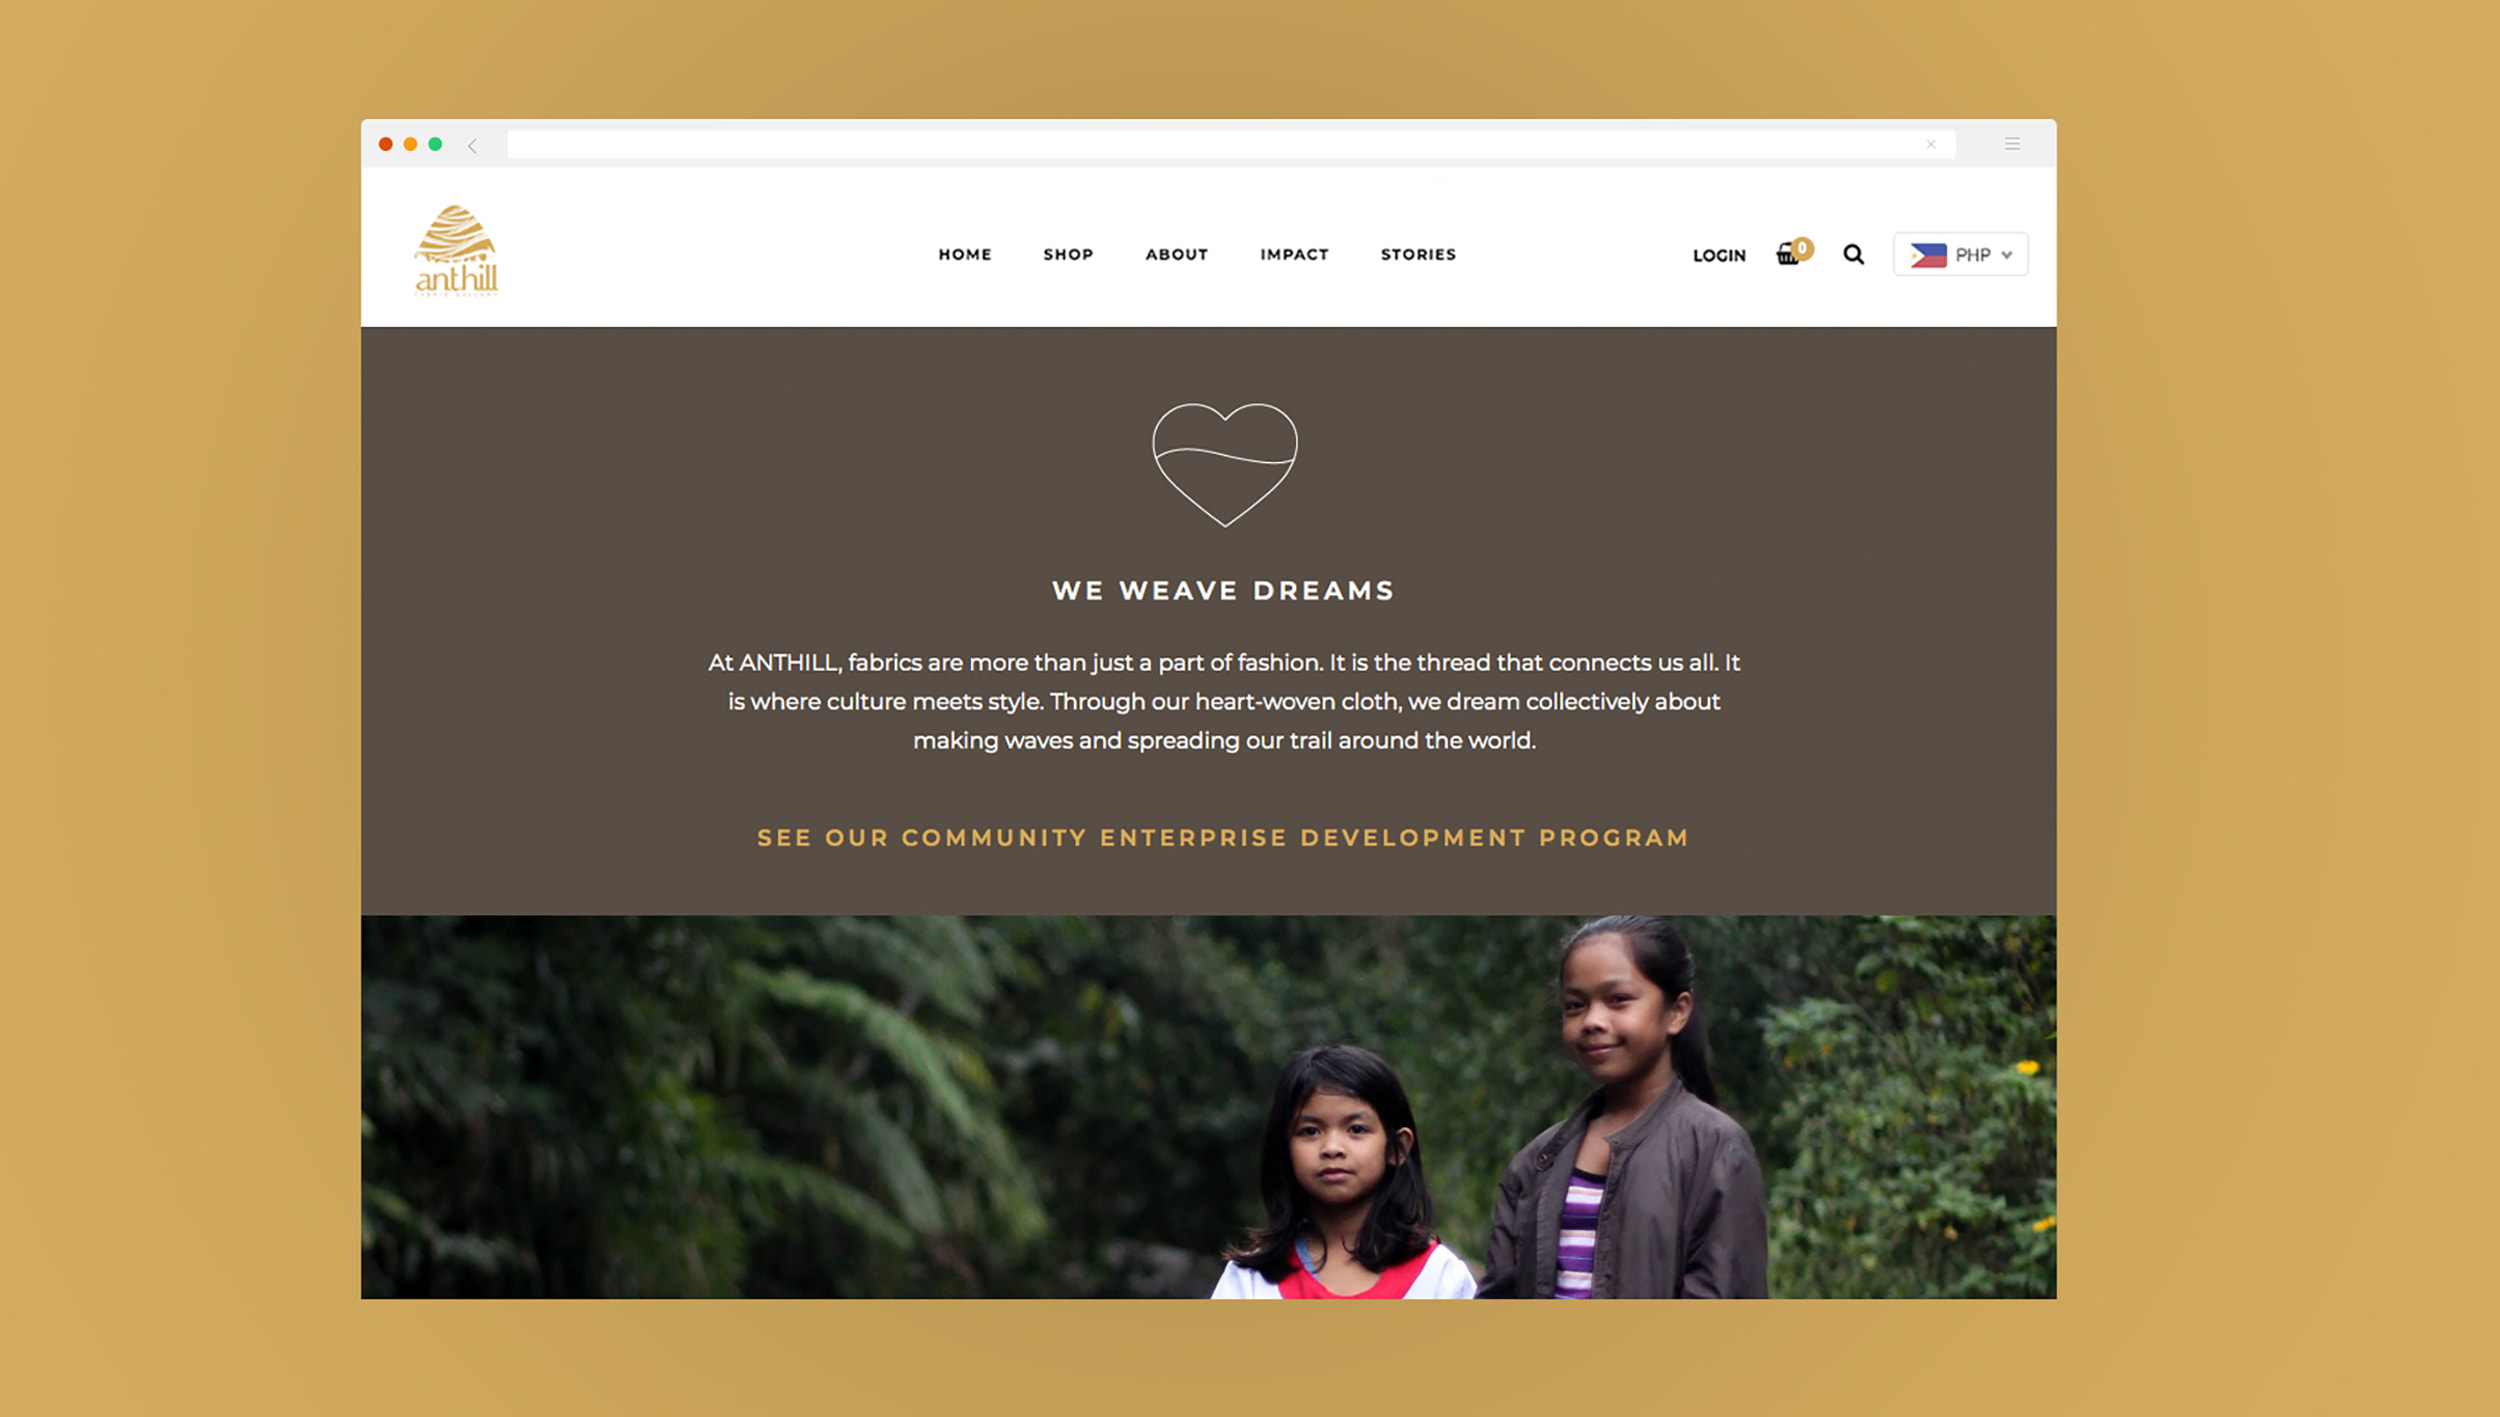 anthill
FABRIC GALLERY
HOME
SHOP
ABOUT
IMPACT
STORIES
LOGIN
0
PHP
WE WEAVE DREAMS
At ANTHILL, fabrics are more than just a part of fashion. It is the thread that connects us all. It
is where culture meets style. Through our heart-woven cloth, we dream collectively about
making waves and spreading our trail around the world.
SEE OUR COMMUNITY ENTERPRISE DEVELOPMENT PROGRAM